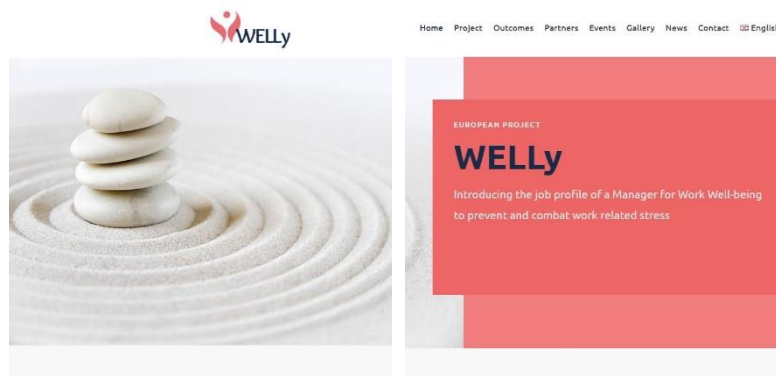 WELLy
Home Project Outcomes Partners Events Gallery News Contact English
EUROPEAN PROJECT
WELLy
Introducing the job profile of a Manager for Work Well-being
to prevent and combat work related stress